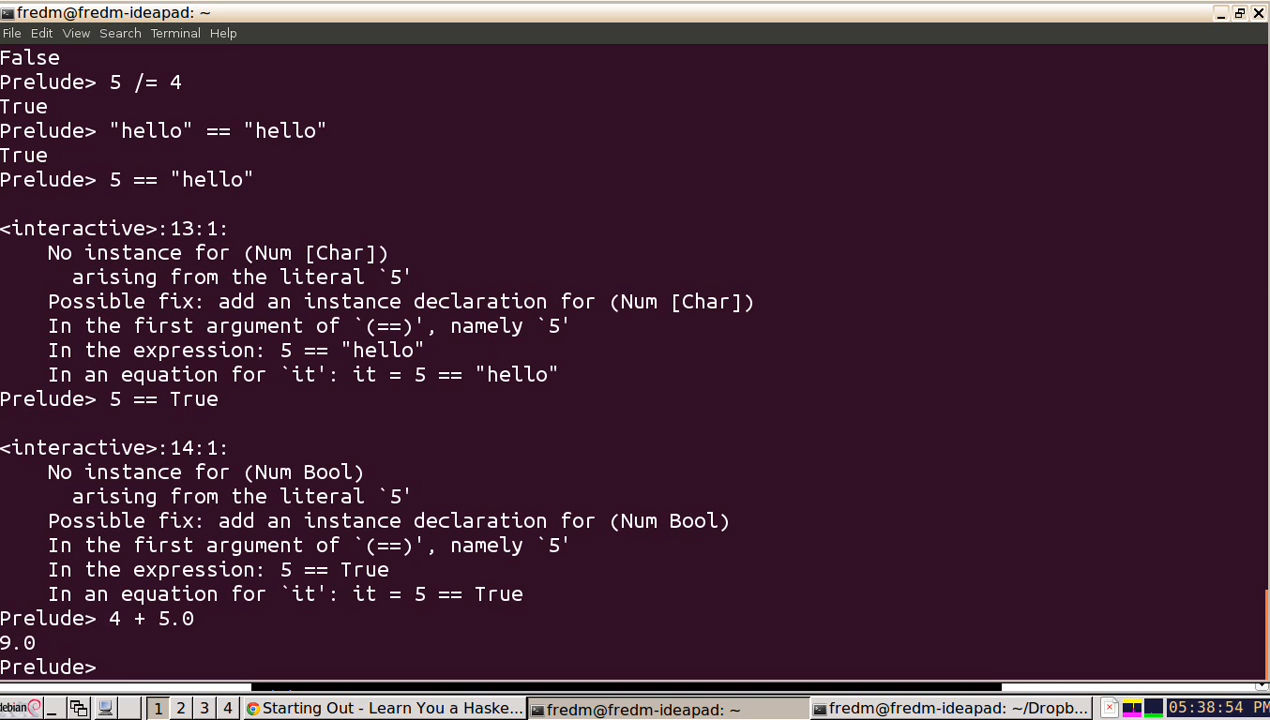 fredm@fredm-ideapad: ~
File Edit View Search Terminal Help
False
Prelude> 5 /= 4
True
Prelude> "hello" == "hello"
True
Prelude> 5 == "hello"
<interactive>:13:1:
    No instance for (Num [Char])
      arising from the literal `5'
    Possible fix: add an instance declaration for (Num [Char])
    In the first argument of `(==)', namely `5'
    In the expression: 5 == "hello"
    In an equation for `it': it = 5 == "hello"
Prelude> 5 == True
<interactive>:14:1:
    No instance for (Num Bool)
      arising from the literal `5'
    Possible fix: add an instance declaration for (Num Bool)
    In the first argument of `(==)', namely `5'
    In the expression: 5 == True
    In an equation for `it': it = 5 == True
Prelude> 4 + 5.0
9.0
Prelude>
debian 1 2 3 4 Starting Out - Learn You a Haske... fredm@fredm-ideapad: ~ fredm@fredm-ideapad: ~/Dropb... 05:38:54 PM